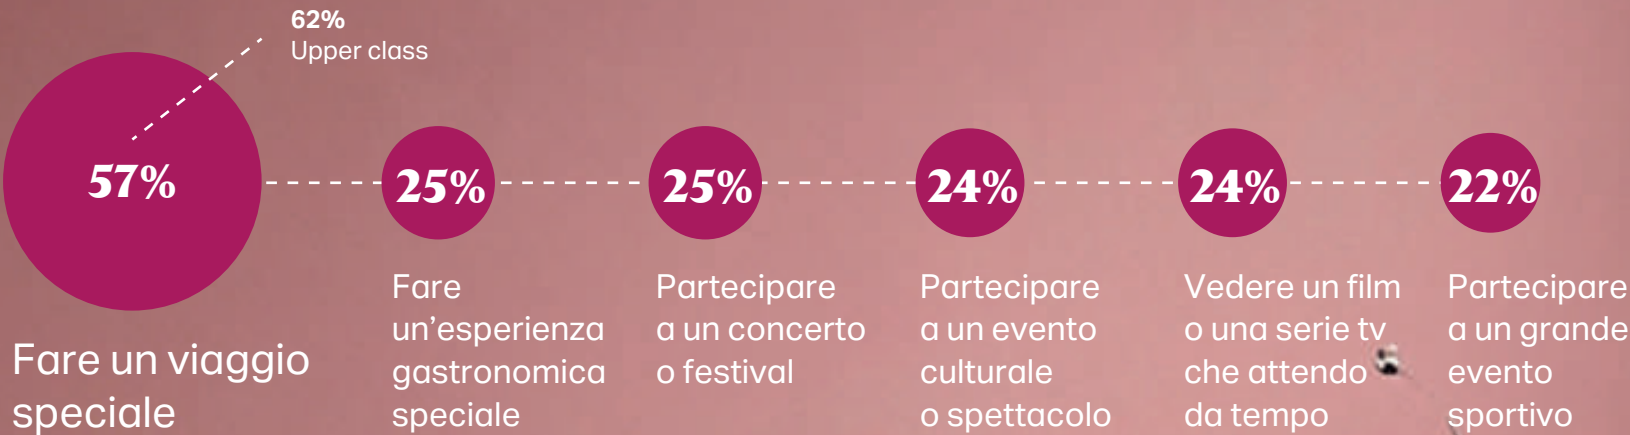 62%
Upper class
57%
Fare un viaggio
speciale
25%
Fare
un’esperienza
gastronomica
speciale
25%
Partecipare
a un concerto
o festival
24%
Partecipare
a un evento
culturale
o spettacolo
24%
Vedere un film
o una serie tv
che attendo
da tempo
22%
Partecipare
a un grande
evento
sportivo